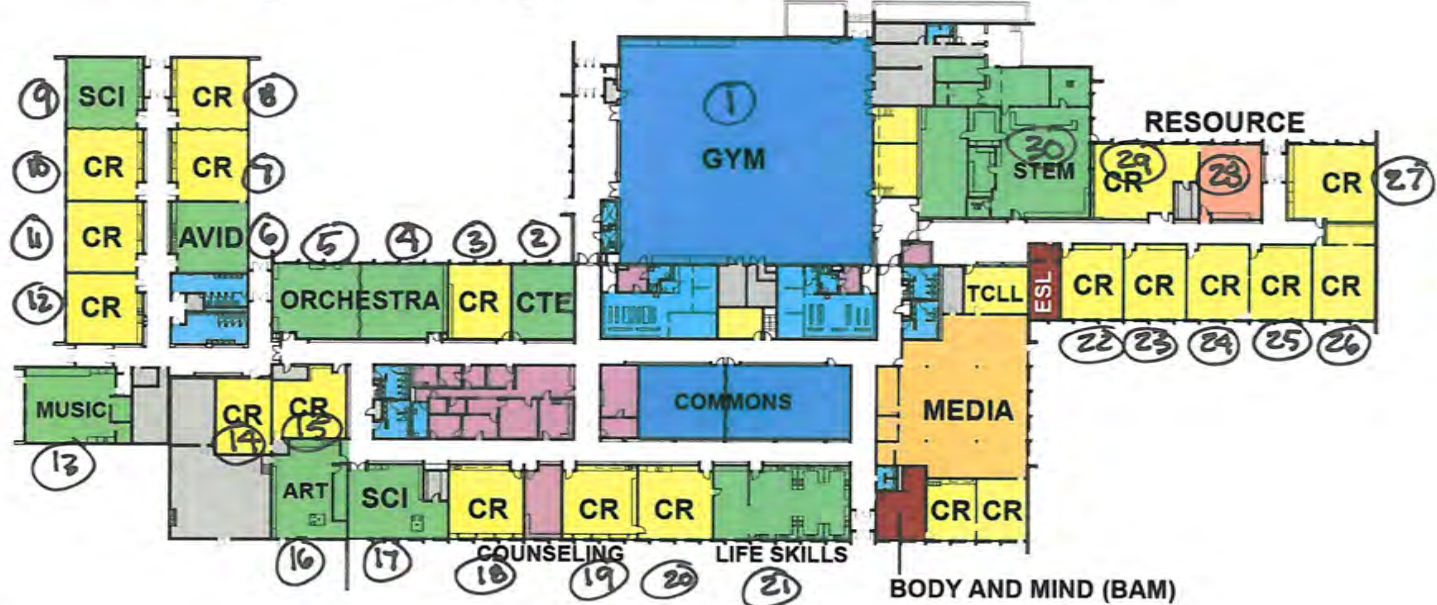 9 SCI CR 8
1 GYM
RESOURCE
10 CR CR 7
30 STEM
29 CR 28
CR 27
11 CR AVID 6
5 4 3 2
12 CR
ORCHESTRA CR CTE
TCLL ESL CR CR CR CR CR
22 23 24 25 26
MUSIC CR CR
COMMONS
MEDIA
13 14 15
ART SCI CR CR CR
CR CR
16 17 18 COUNSELING 19 20 LIFE SKILLS 21
BODY AND MIND (BAM)